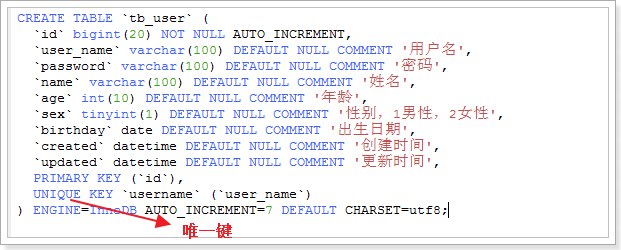 CREATE TABLE `tb_user` (
`id` bigint(20) NOT NULL AUTO_INCREMENT,
`user_name` varchar(100) DEFAULT NULL COMMENT '用户名',
`password` varchar(100) DEFAULT NULL COMMENT '密码',
`name` varchar(100) DEFAULT NULL COMMENT '姓名',
`age` int(10) DEFAULT NULL COMMENT '年龄',
`sex` tinyint(1) DEFAULT NULL COMMENT '性别，1男性，2女性',
`birthday` date DEFAULT NULL COMMENT '出生日期',
`created` datetime DEFAULT NULL COMMENT '创建时间',
`updated` datetime DEFAULT NULL COMMENT '更新时间',
PRIMARY KEY (`id`),
UNIQUE KEY `username` (`user_name`)
) ENGINE=InnoDB AUTO_INCREMENT=7 DEFAULT CHARSET=utf8;
唯一键